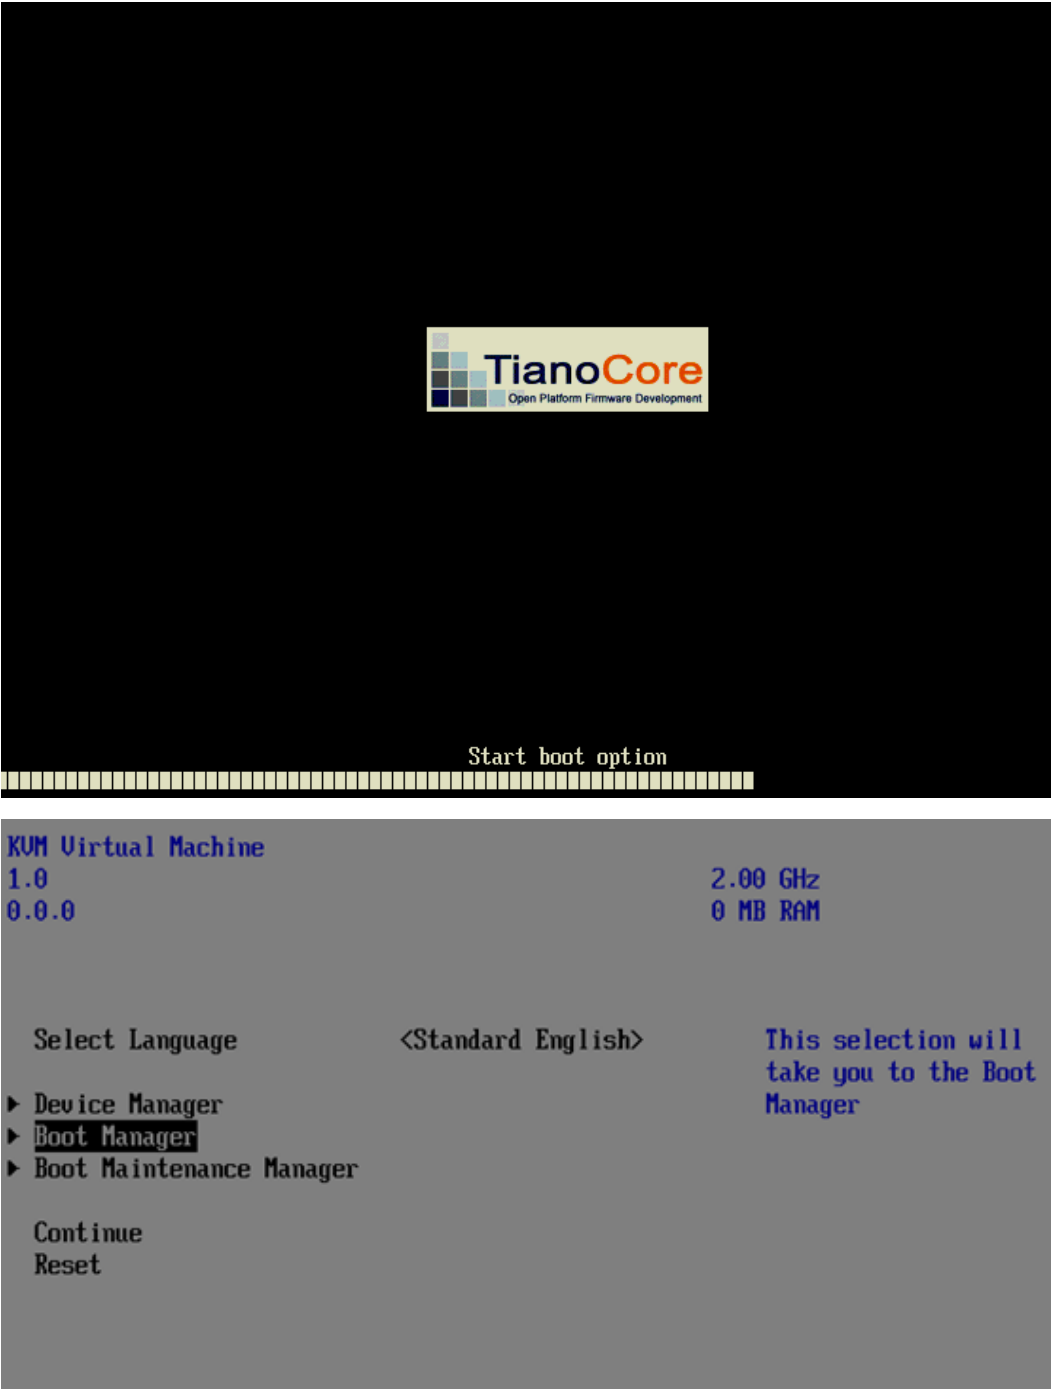 TianoCore
Open Platform Firmware Development
Start boot option
KVM Virtual Machine
1.0 2.00 GHz
0.0.0 0 MB RAM
Select Language <Standard English> This selection will
take you to the Boot
Device Manager Manager
Boot Manager
Boot Maintenance Manager
Continue
Reset